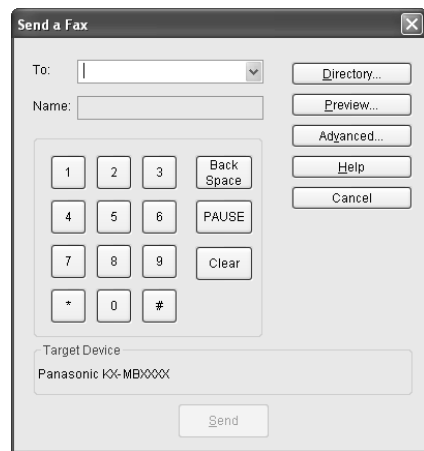 Send a Fax
To:
Directory...
Name:
Preview...
Advanced...
Help
Cancel
1 2 3 Back Space
4 5 6 PAUSE
7 8 9 Clear
* 0 #
Target Device
Panasonic KX-MBXXXX
Send